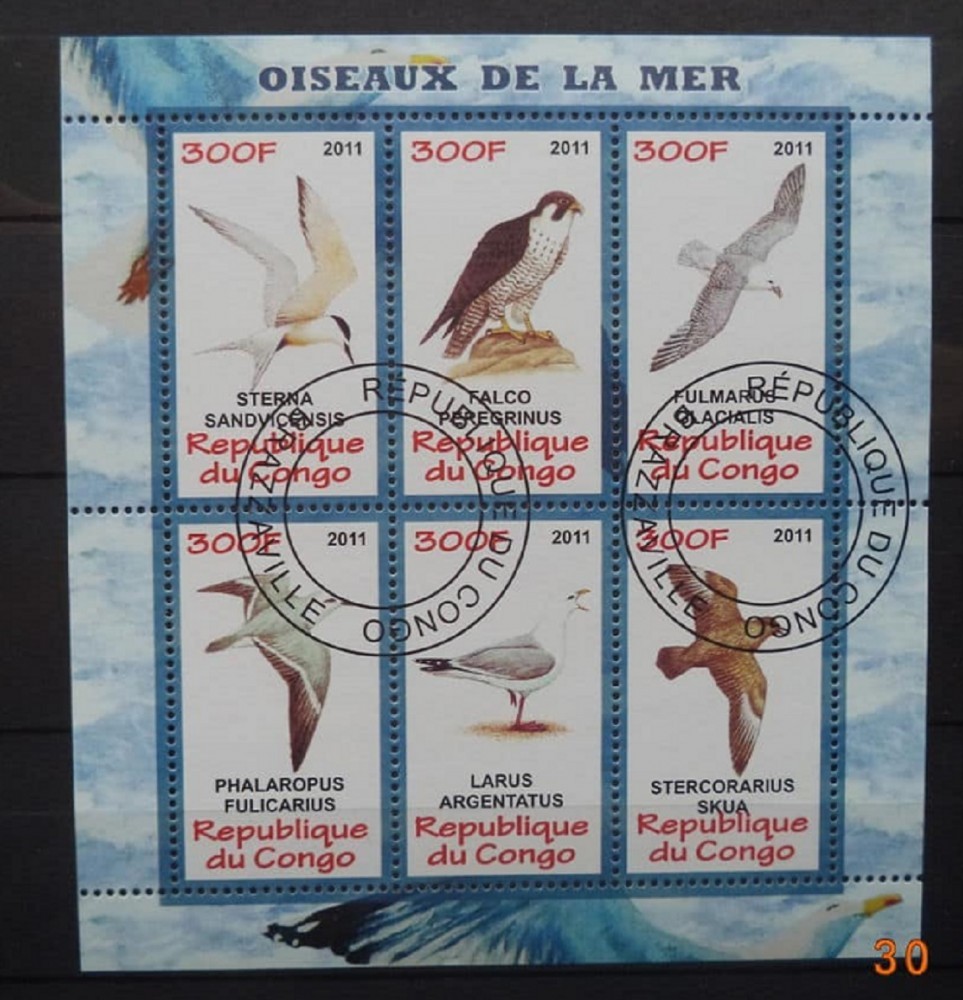 OISEAUX DE LA MER
300F 2011
STERNA
SANDVICENSIS
Republique
du Congo
300F 2011
FALCO
PEREGRINUS
Republique
du Congo
300F 2011
FULMARUS
GLACIALIS
Republique
du Congo
RÉPUBLIQUE DU CONGO
BRAZZAVILLE
RÉPUBLIQUE DU CONGO
BRAZZAVILLE
300F 2011
PHALAROPUS
FULICARIUS
Republique
du Congo
300F 2011
LARUS
ARGENTATUS
Republique
du Congo
300F 2011
STERCORARIUS
SKUA
Republique
du Congo
30